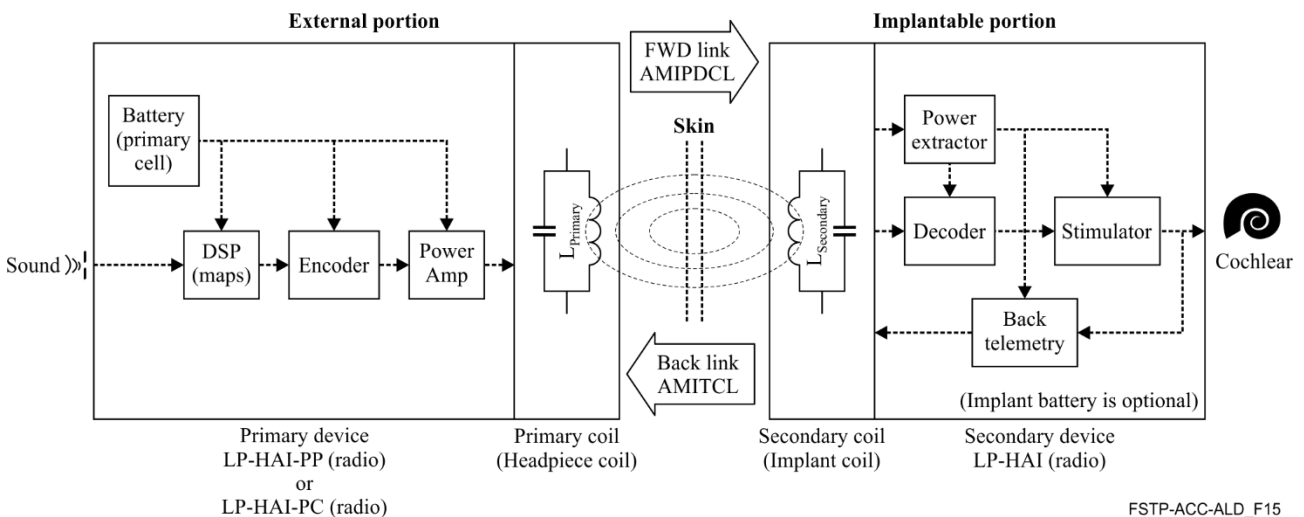 External portion
Implantable portion
FWD link
AMIPDCL
Battery
(primary
cell)
Skin
Power
extractor
L Primary
L Secondary
Sound
DSP
(maps)
Encoder
Power
Amp
Decoder
Stimulator
Cochlear
Back
telemetry
Back link
AMITCL
(Implant battery is optional)
Primary device
LP-HAI-PP (radio)
or
LP-HAI-PC (radio)
Primary coil
(Headpiece coil)
Secondary coil
(Implant coil)
Secondary device
LP-HAI (radio)
FSTP-ACC-ALD_F15